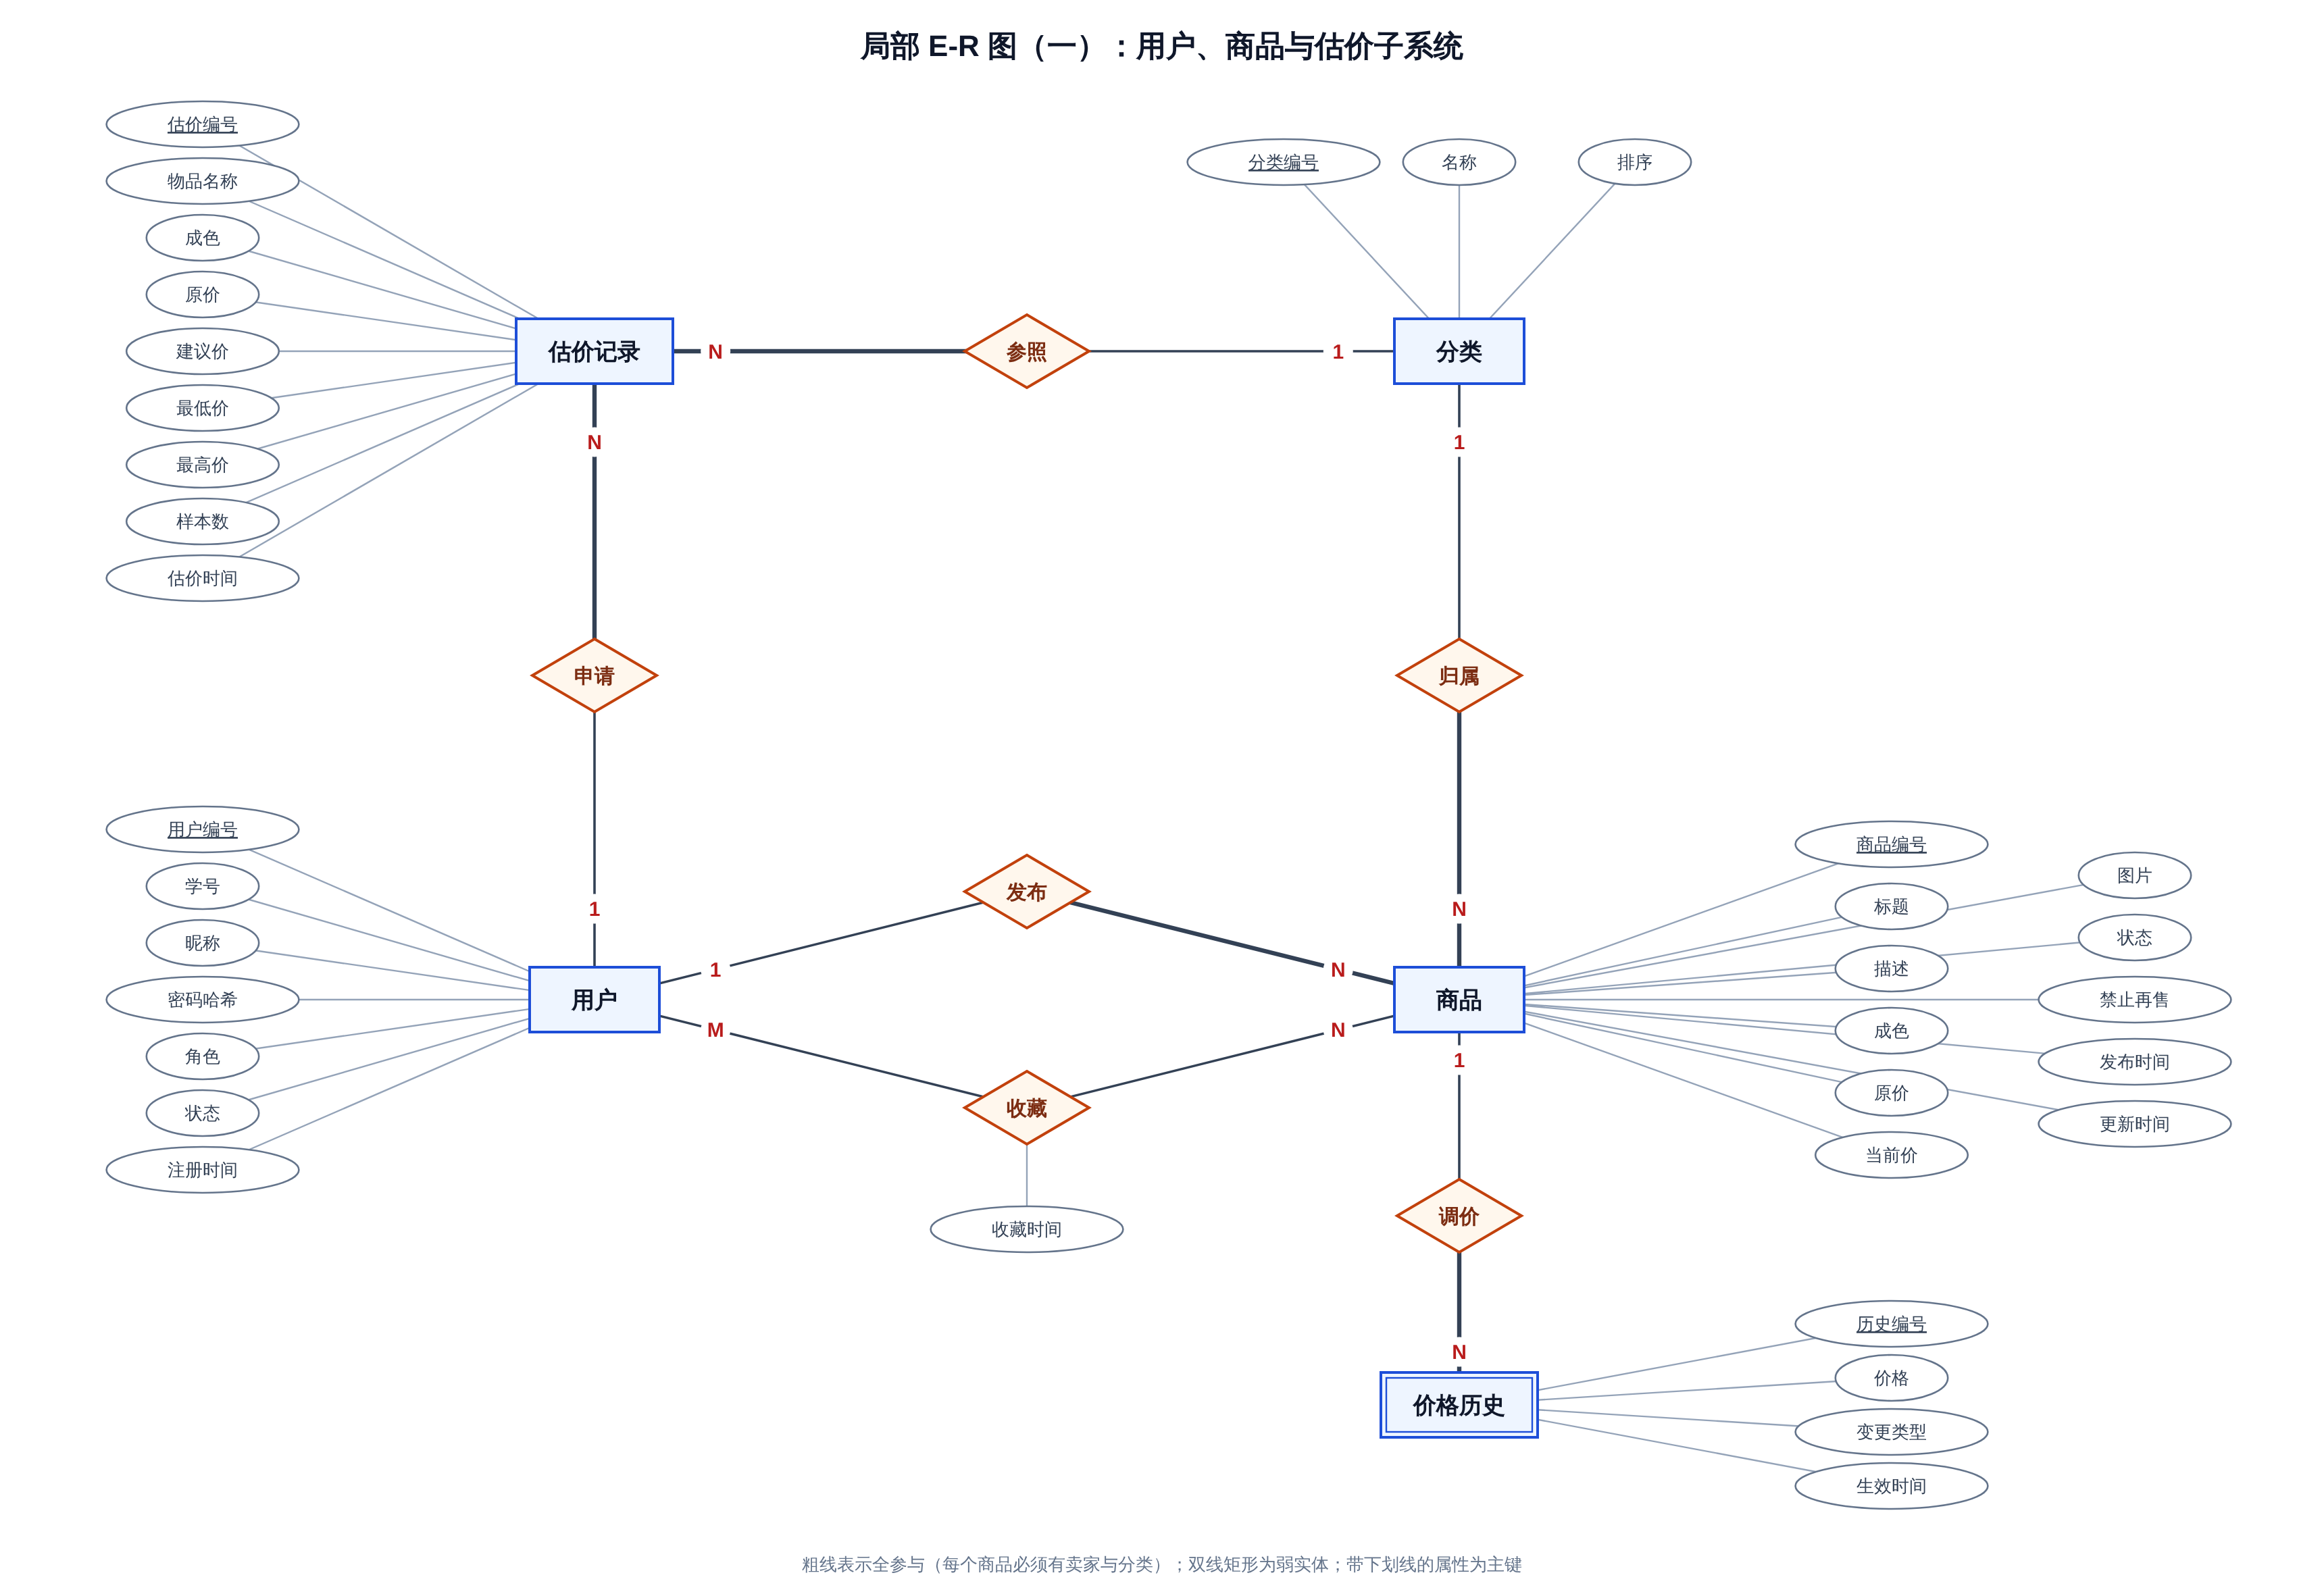 局部 E-R 图（一）：用户、商品与估价子系统
估价编号
物品名称
成色
原价
建议价
最低价
最高价
样本数
估价时间
分类编号
名称
排序
估价记录
N
参照
1
分类
N
1
申请
归属
1
N
用户编号
学号
昵称
密码哈希
角色
状态
注册时间
用户
1
发布
N
M
收藏
N
收藏时间
商品
商品编号
标题
描述
成色
原价
当前价
图片
状态
禁止再售
发布时间
更新时间
1
调价
N
价格历史
历史编号
价格
变更类型
生效时间
粗线表示全参与（每个商品必须有卖家与分类）；双线矩形为弱实体；带下划线的属性为主键